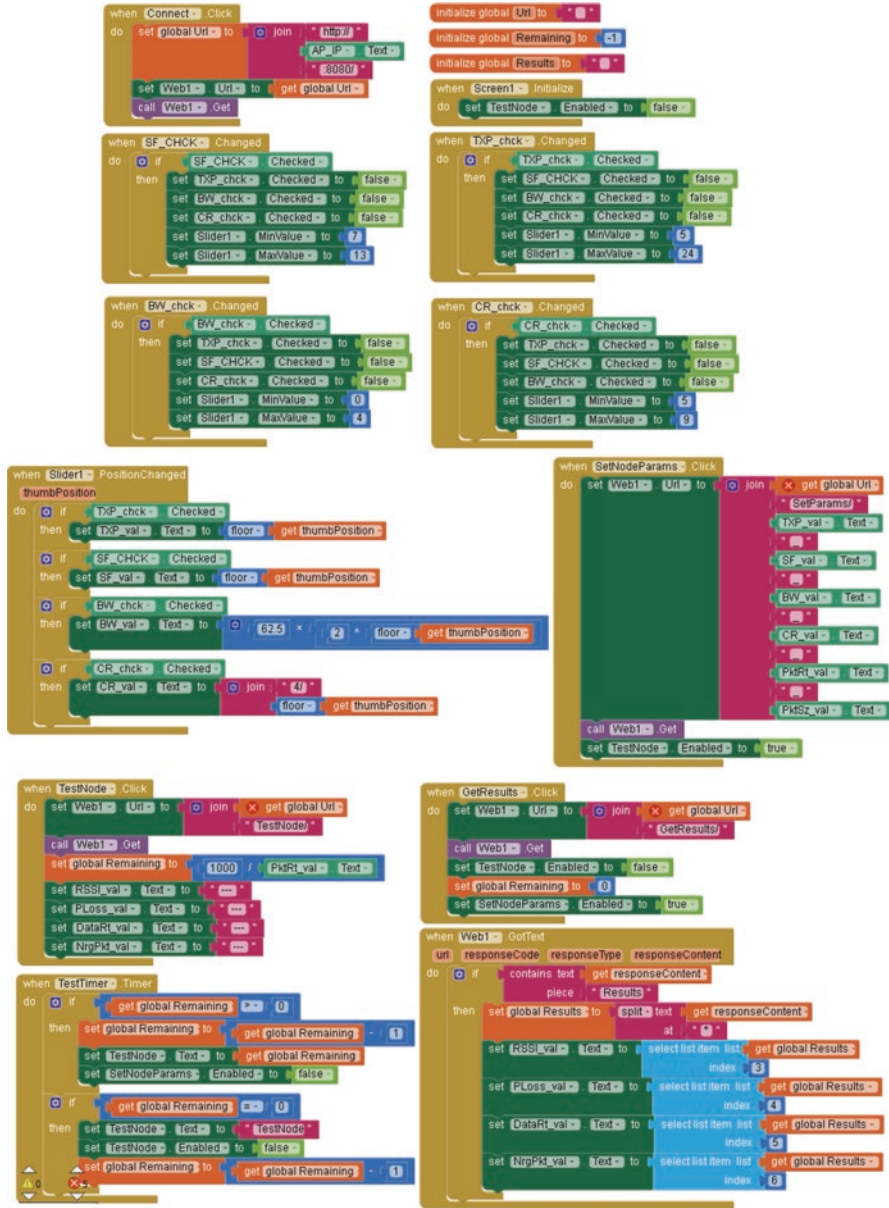 when Connect .Click
do set global Url to join " http:// "
AP_IP . Text
" :8080/ "
set Web1 . Url to get global Url
call Web1 .Get
initialize global Url to " "
initialize global Remaining to -1
initialize global Results to " "
when Screen1 .Initialize
do set TestNode . Enabled to false
when SF_CHCK .Changed
do if SF_CHCK . Checked
then set TXP_chck . Checked to false
set BW_chck . Checked to false
set CR_chck . Checked to false
set Slider1 . MinValue to 7
set Slider1 . MaxValue to 13
when TXP_chck .Changed
do if TXP_chck . Checked
then set SF_CHCK . Checked to false
set BW_chck . Checked to false
set CR_chck . Checked to false
set Slider1 . MinValue to 5
set Slider1 . MaxValue to 24
when BW_chck .Changed
do if BW_chck . Checked
then set TXP_chck . Checked to false
set SF_CHCK . Checked to false
set CR_chck . Checked to false
set Slider1 . MinValue to 0
set Slider1 . MaxValue to 4
when CR_chck .Changed
do if CR_chck . Checked
then set TXP_chck . Checked to false
set SF_CHCK . Checked to false
set BW_chck . Checked to false
set Slider1 . MinValue to 5
set Slider1 . MaxValue to 9
when Slider1 .PositionChanged
thumbPosition
do if TXP_chck . Checked
then set TXP_val . Text to floor get thumbPosition
if SF_CHCK . Checked
then set SF_val . Text to floor get thumbPosition
if BW_chck . Checked
then set BW_val . Text to 62.5 × 2 ^ floor get thumbPosition
if CR_chck . Checked
then set CR_val . Text to join " 4/ "
floor get thumbPosition
when SetNodeParams .Click
do set Web1 . Url to join get global Url
" SetParams/ "
TXP_val . Text
" _ "
SF_val . Text
" _ "
BW_val . Text
" _ "
CR_val . Text
" _ "
PktRt_val . Text
" _ "
PktSz_val . Text
call Web1 .Get
set TestNode . Enabled to true
when TestNode .Click
do set Web1 . Url to join get global Url
" TestNode/ "
call Web1 .Get
set global Remaining to 1000 / PktRt_val . Text
set RSSI_val . Text to " --- "
set PLoss_val . Text to " --- "
set DataRt_val . Text to " --- "
set NrgPkt_val . Text to " --- "
when GetResults .Click
do set Web1 . Url to join get global Url
" GetResults/ "
call Web1 .Get
set TestNode . Enabled to false
set global Remaining to 0
set SetNodeParams . Enabled to true
when TestTimer .Timer
do if get global Remaining > 0
then set global Remaining to get global Remaining - 1
set TestNode . Text to get global Remaining
set SetNodeParams . Enabled to false
if get global Remaining = 0
then set TestNode . Text to " TestNode "
set TestNode . Enabled to false
set global Remaining to get global Remaining - 1
0
when Web1 .GotText
url responseCode responseType responseContent
do if contains text get responseContent
piece " Results "
then set global Results to split text get responseContent
at " "
set RSSI_val . Text to select list item list get global Results
index 3
set PLoss_val . Text to select list item list get global Results
index 4
set DataRt_val . Text to select list item list get global Results
index 5
set NrgPkt_val . Text to select list item list get global Results
index 6